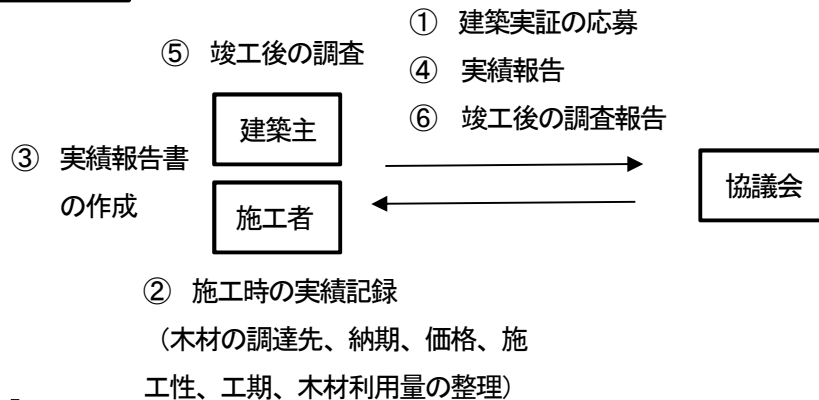 ① 建築実証の応募
⑤ 竣工後の調査
④ 実績報告
⑥ 竣工後の調査報告
建築主
③ 実績報告書
の作成
施工者
協議会
② 施工時の実績記録
（木材の調達先、納期、価格、施
工性、工期、木材利用量の整理）